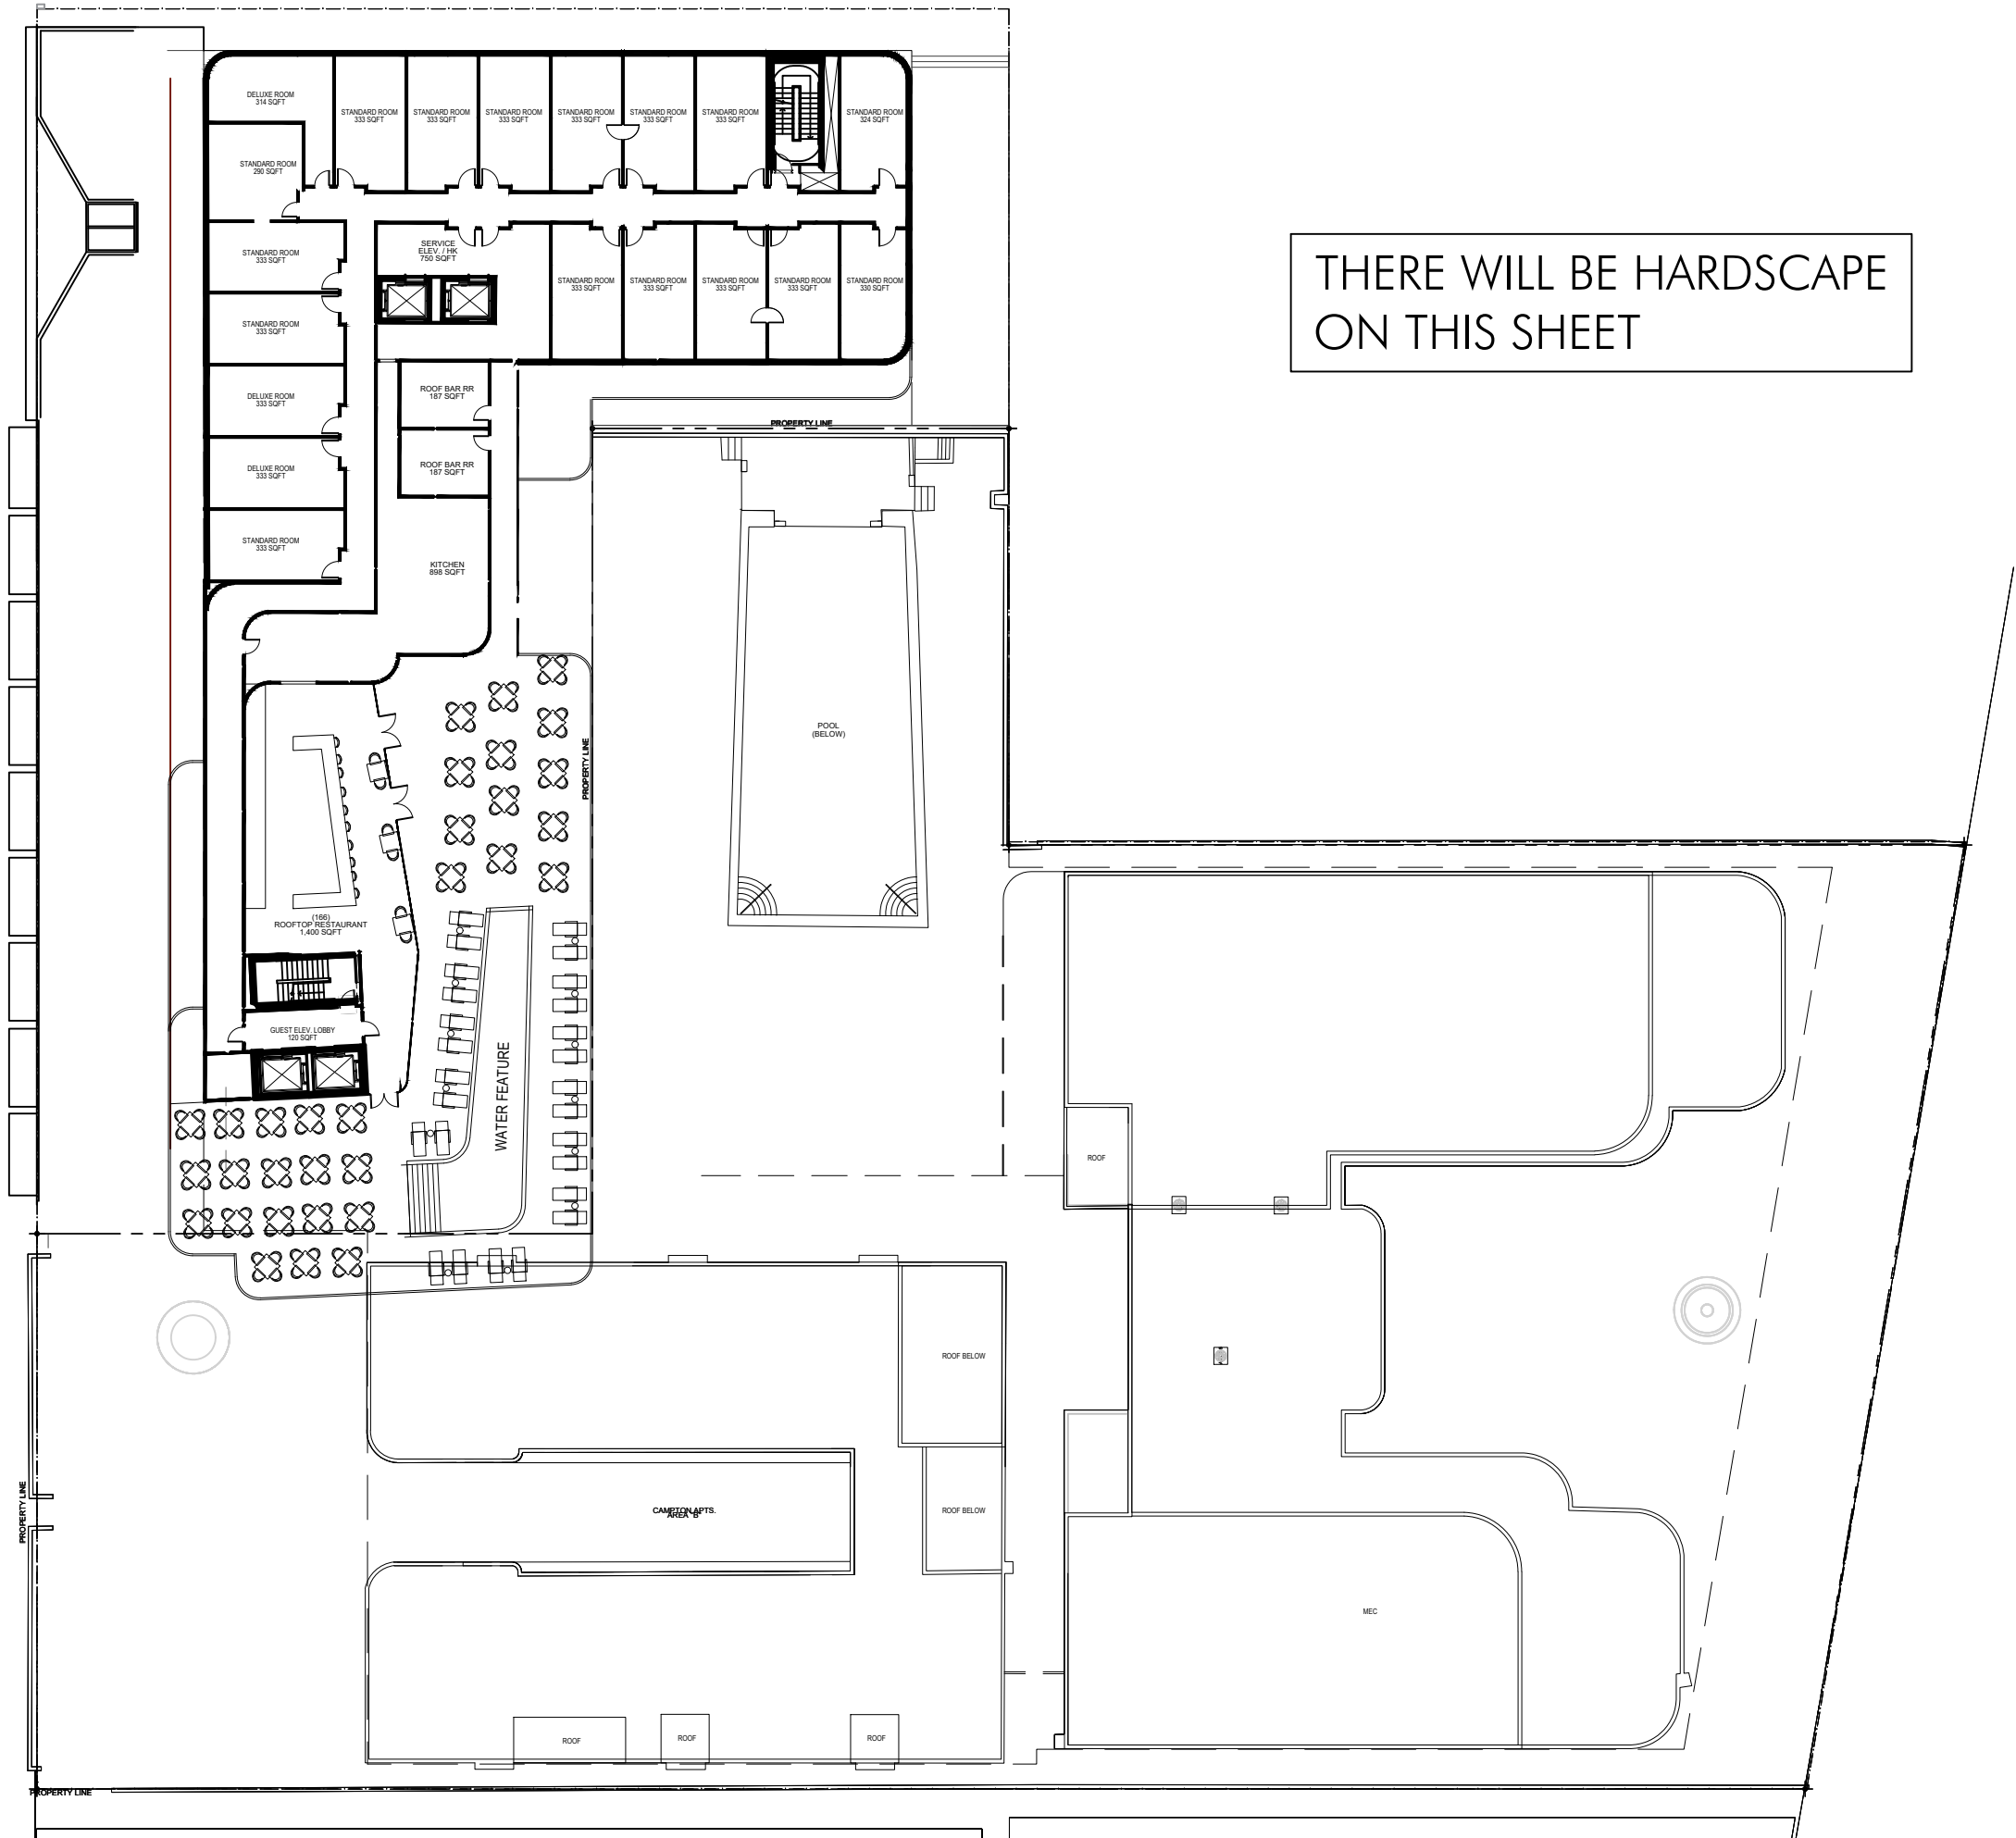 DELUXE ROOM
314 SQFT
STANDARD ROOM
333 SQFT
STANDARD ROOM
333 SQFT
STANDARD ROOM
333 SQFT
STANDARD ROOM
333 SQFT
STANDARD ROOM
333 SQFT
STANDARD ROOM
333 SQFT
STANDARD ROOM
324 SQFT
STANDARD ROOM
290 SQFT
STANDARD ROOM
333 SQFT
SERVICE
ELEV. / HK
750 SQFT
STANDARD ROOM
333 SQFT
STANDARD ROOM
333 SQFT
STANDARD ROOM
333 SQFT
STANDARD ROOM
333 SQFT
STANDARD ROOM
330 SQFT
THERE WILL BE HARDSCAPE
ON THIS SHEET
STANDARD ROOM
333 SQFT
DELUXE ROOM
333 SQFT
ROOF BAR RR
187 SQFT
PROPERTY LINE
DELUXE ROOM
333 SQFT
ROOF BAR RR
187 SQFT
STANDARD ROOM
333 SQFT
KITCHEN
898 SQFT
POOL
(BELOW)
PROPERTY LINE
(166)
ROOFTOP RESTAURANT
1,400 SQFT
GUEST ELEV. LOBBY
120 SQFT
WATER FEATURE
ROOF
ROOF BELOW
CAMPTON APTS.
AREA "B"
ROOF BELOW
PROPERTY LINE
MEC
ROOF
ROOF
ROOF
PROPERTY LINE